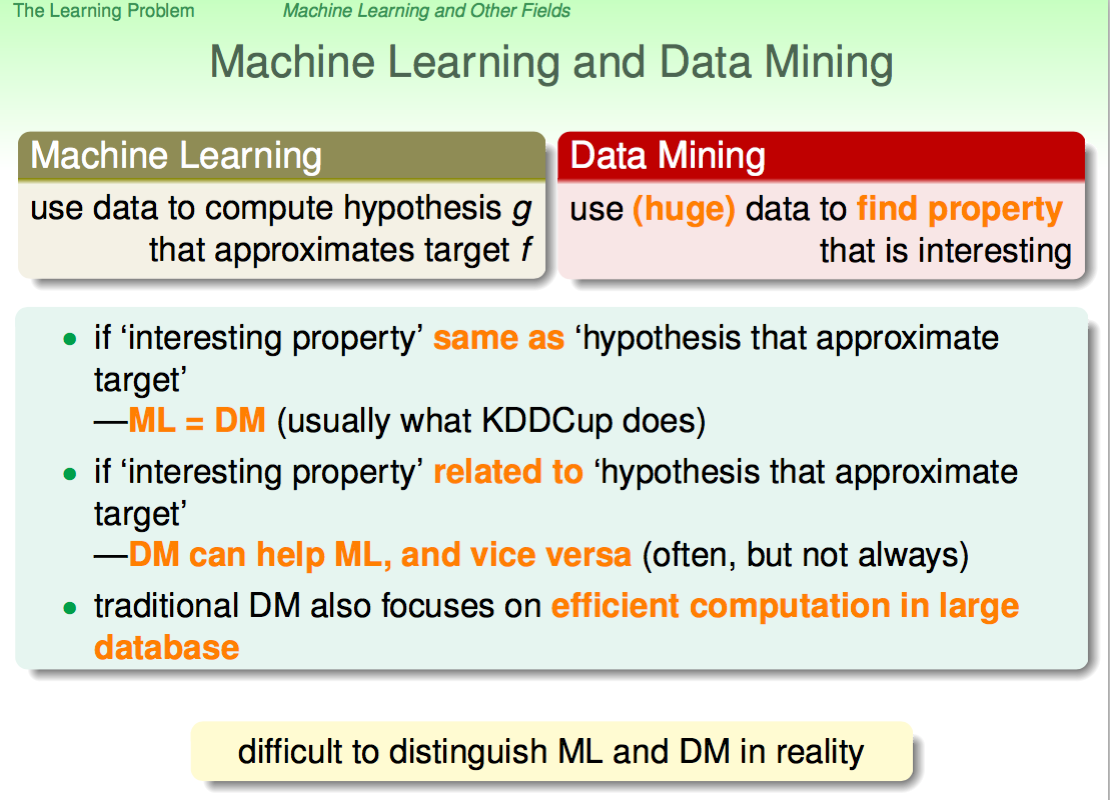 The Learning Problem
Machine Learning and Other Fields
Machine Learning and Data Mining
Machine Learning
use data to compute hypothesis g
that approximates target f
Data Mining
use (huge) data to find property
that is interesting
• if ‘interesting property’ same as ‘hypothesis that approximate
target’
—ML = DM (usually what KDDCup does)
• if ‘interesting property’ related to ‘hypothesis that approximate
target’
—DM can help ML, and vice versa (often, but not always)
• traditional DM also focuses on efficient computation in large
database
difficult to distinguish ML and DM in reality